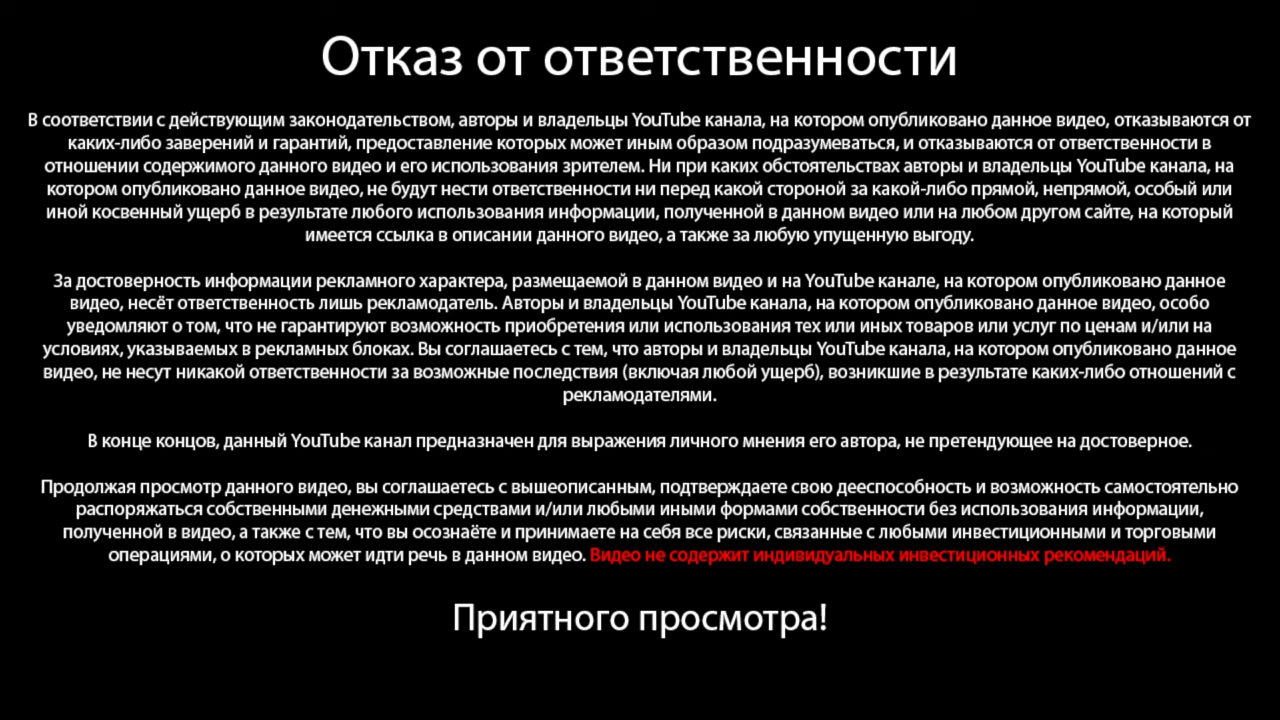 Отказ от ответственности
В соответствии с действующим законодательством, авторы и владельцы YouTube канала, на котором опубликовано данное видео, отказываются от
каких-либо заверений и гарантий, предоставление которых может иным образом подразумеваться, и отказываются от ответственности в
отношении содержимого данного видео и его использования зрителем. Ни при каких обстоятельствах авторы и владельцы YouTube канала, на
котором опубликовано данное видео, не будут нести ответственности ни перед какой стороной за какой-либо прямой, непрямой, особый или
иной косвенный ущерб в результате любого использования информации, полученной в данном видео или на любом другом сайте, на который
имеется ссылка в описании данного видео, а также за любую упущенную выгоду.
За достоверность информации рекламного характера, размещаемой в данном видео и на YouTube канале, на котором опубликовано данное
видео, несёт ответственность лишь рекламодатель. Авторы и владельцы YouTube канала, на котором опубликовано данное видео, особо
уведомляют о том, что не гарантируют возможность приобретения или использования тех или иных товаров или услуг по ценам и/или на
условиях, указываемых в рекламных блоках. Вы соглашаетесь с тем, что авторы и владельцы YouTube канала, на котором опубликовано данное
видео, не несут никакой ответственности за возможные последствия (включая любой ущерб), возникшие в результате каких-либо отношений с
рекламодателями.
В конце концов, данный YouTube канал предназначен для выражения личного мнения его автора, не претендующее на достоверное.
Продолжая просмотр данного видео, вы соглашаетесь с вышеописанным, подтверждаете свою дееспособность и возможность самостоятельно
распоряжаться собственными денежными средствами и/или любыми иными формами собственности без использования информации,
полученной в видео, а также с тем, что вы осознаёте и принимаете на себя все риски, связанные с любыми инвестиционными и торговыми
операциями, о которых может идти речь в данном видео. Видео не содержит индивидуальных инвестиционных рекомендаций.
Приятного просмотра!